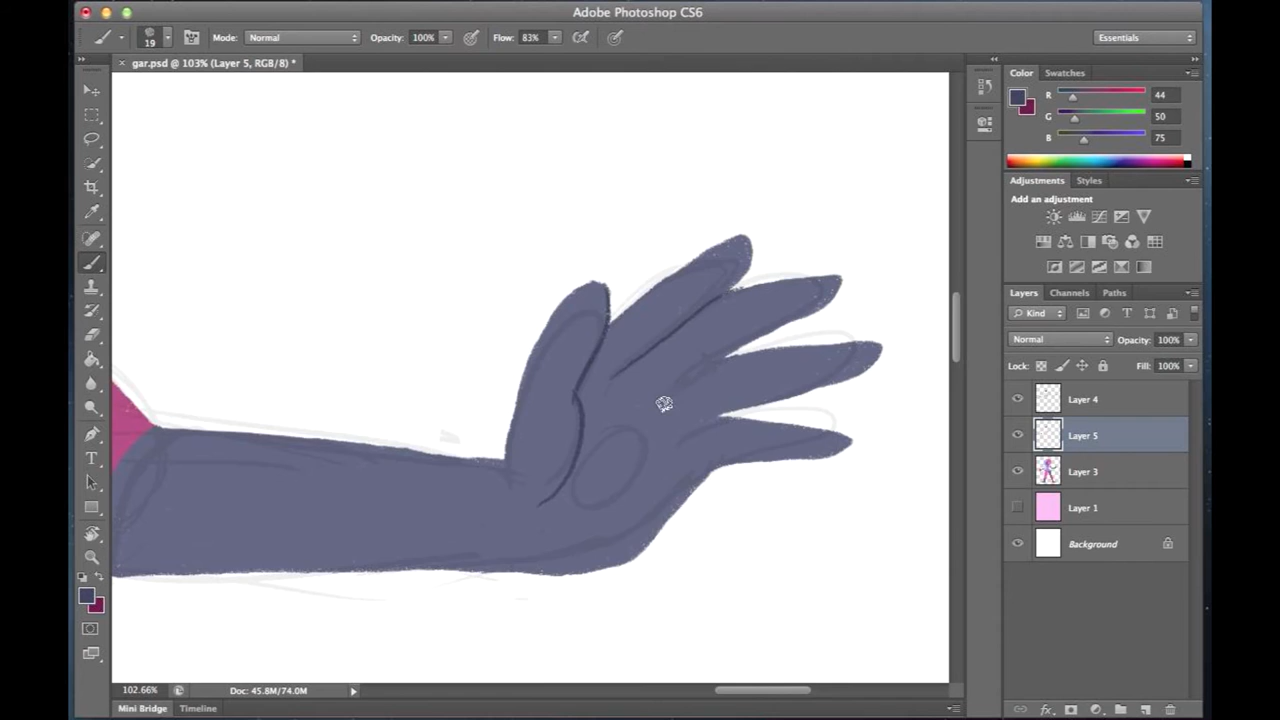 Adobe Photoshop CS6
19 Mode: Normal Opacity: 100% Flow: 83% Essentials
gar.psd @ 103% (Layer 5, RGB/8) *
Color Swatches
R 44
G 50
B 75
Adjustments Styles
Add an adjustment
Layers Channels Paths
Kind
Normal Opacity: 100%
Lock: Fill: 100%
Layer 4
Layer 5
Layer 3
Layer 1
Background
102.66% Doc: 45.8M/74.0M
Mini Bridge Timeline